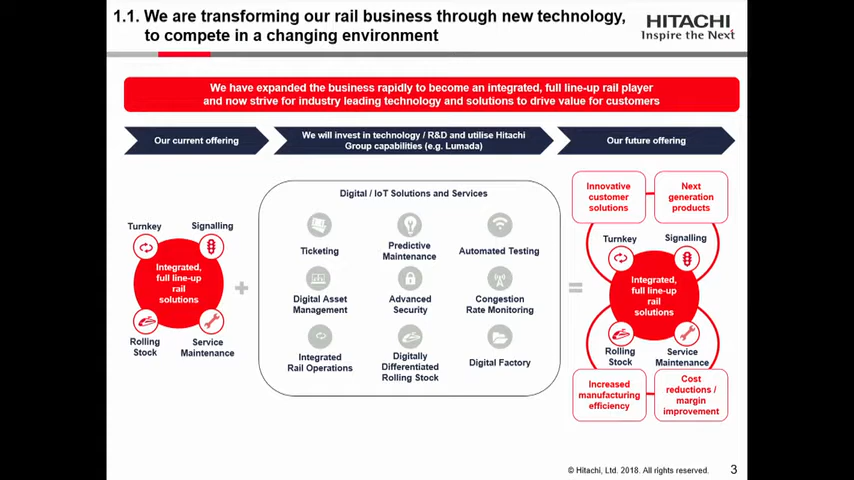 1.1. We are transforming our rail business through new technology,
to compete in a changing environment
HITACHI
Inspire the Next
We have expanded the business rapidly to become an integrated, full line-up rail player
and now strive for industry leading technology and solutions to drive value for customers
Our current offering
We will invest in technology / R&D and utilise Hitachi
Group capabilities (e.g. Lumada)
Our future offering
Turnkey
Signalling
Integrated,
full line-up
rail
solutions
Rolling
Stock
Service
Maintenance
+
Digital / IoT Solutions and Services
Ticketing
Predictive
Maintenance
Automated Testing
Digital Asset
Management
Advanced
Security
Congestion
Rate Monitoring
Integrated
Rail Operations
Digitally
Differentiated
Rolling Stock
Digital Factory
=
Innovative
customer
solutions
Next
generation
products
Turnkey
Signalling
Integrated,
full line-up
rail
solutions
Rolling
Stock
Service
Maintenance
Increased
manufacturing
efficiency
Cost
reductions /
margin
improvement
© Hitachi, Ltd. 2018. All rights reserved.
3